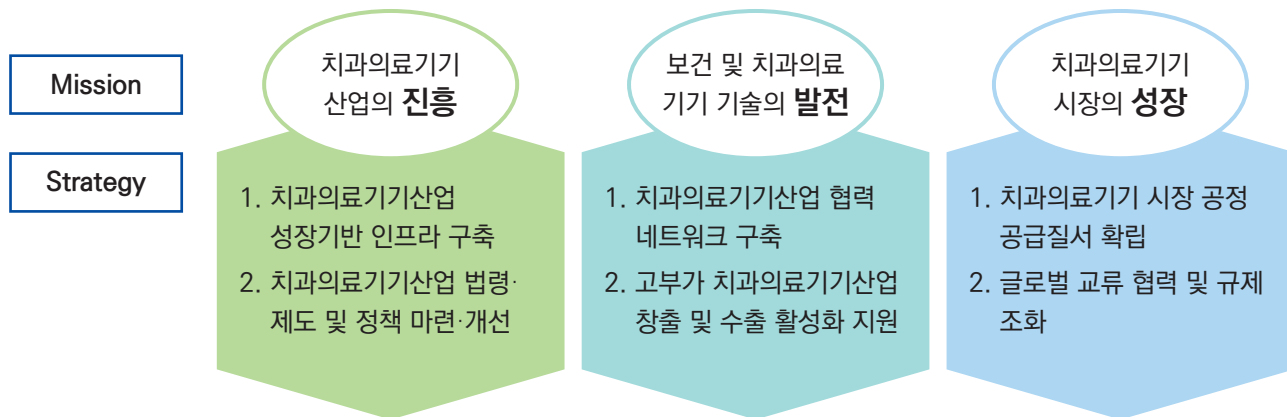 Mission
치과의료기기
산업의 진흥
보건 및 치과의료
기기 기술의 발전
치과의료기기
시장의 성장
Strategy
1. 치과의료기기산업
성장기반 인프라 구축
2. 치과의료기기산업 법령·
제도 및 정책 마련·개선
1. 치과의료기기산업 협력
네트워크 구축
2. 고부가 치과의료기기산업
창출 및 수출 활성화 지원
1. 치과의료기기 시장 공정
공급질서 확립
2. 글로벌 교류 협력 및 규제
조화